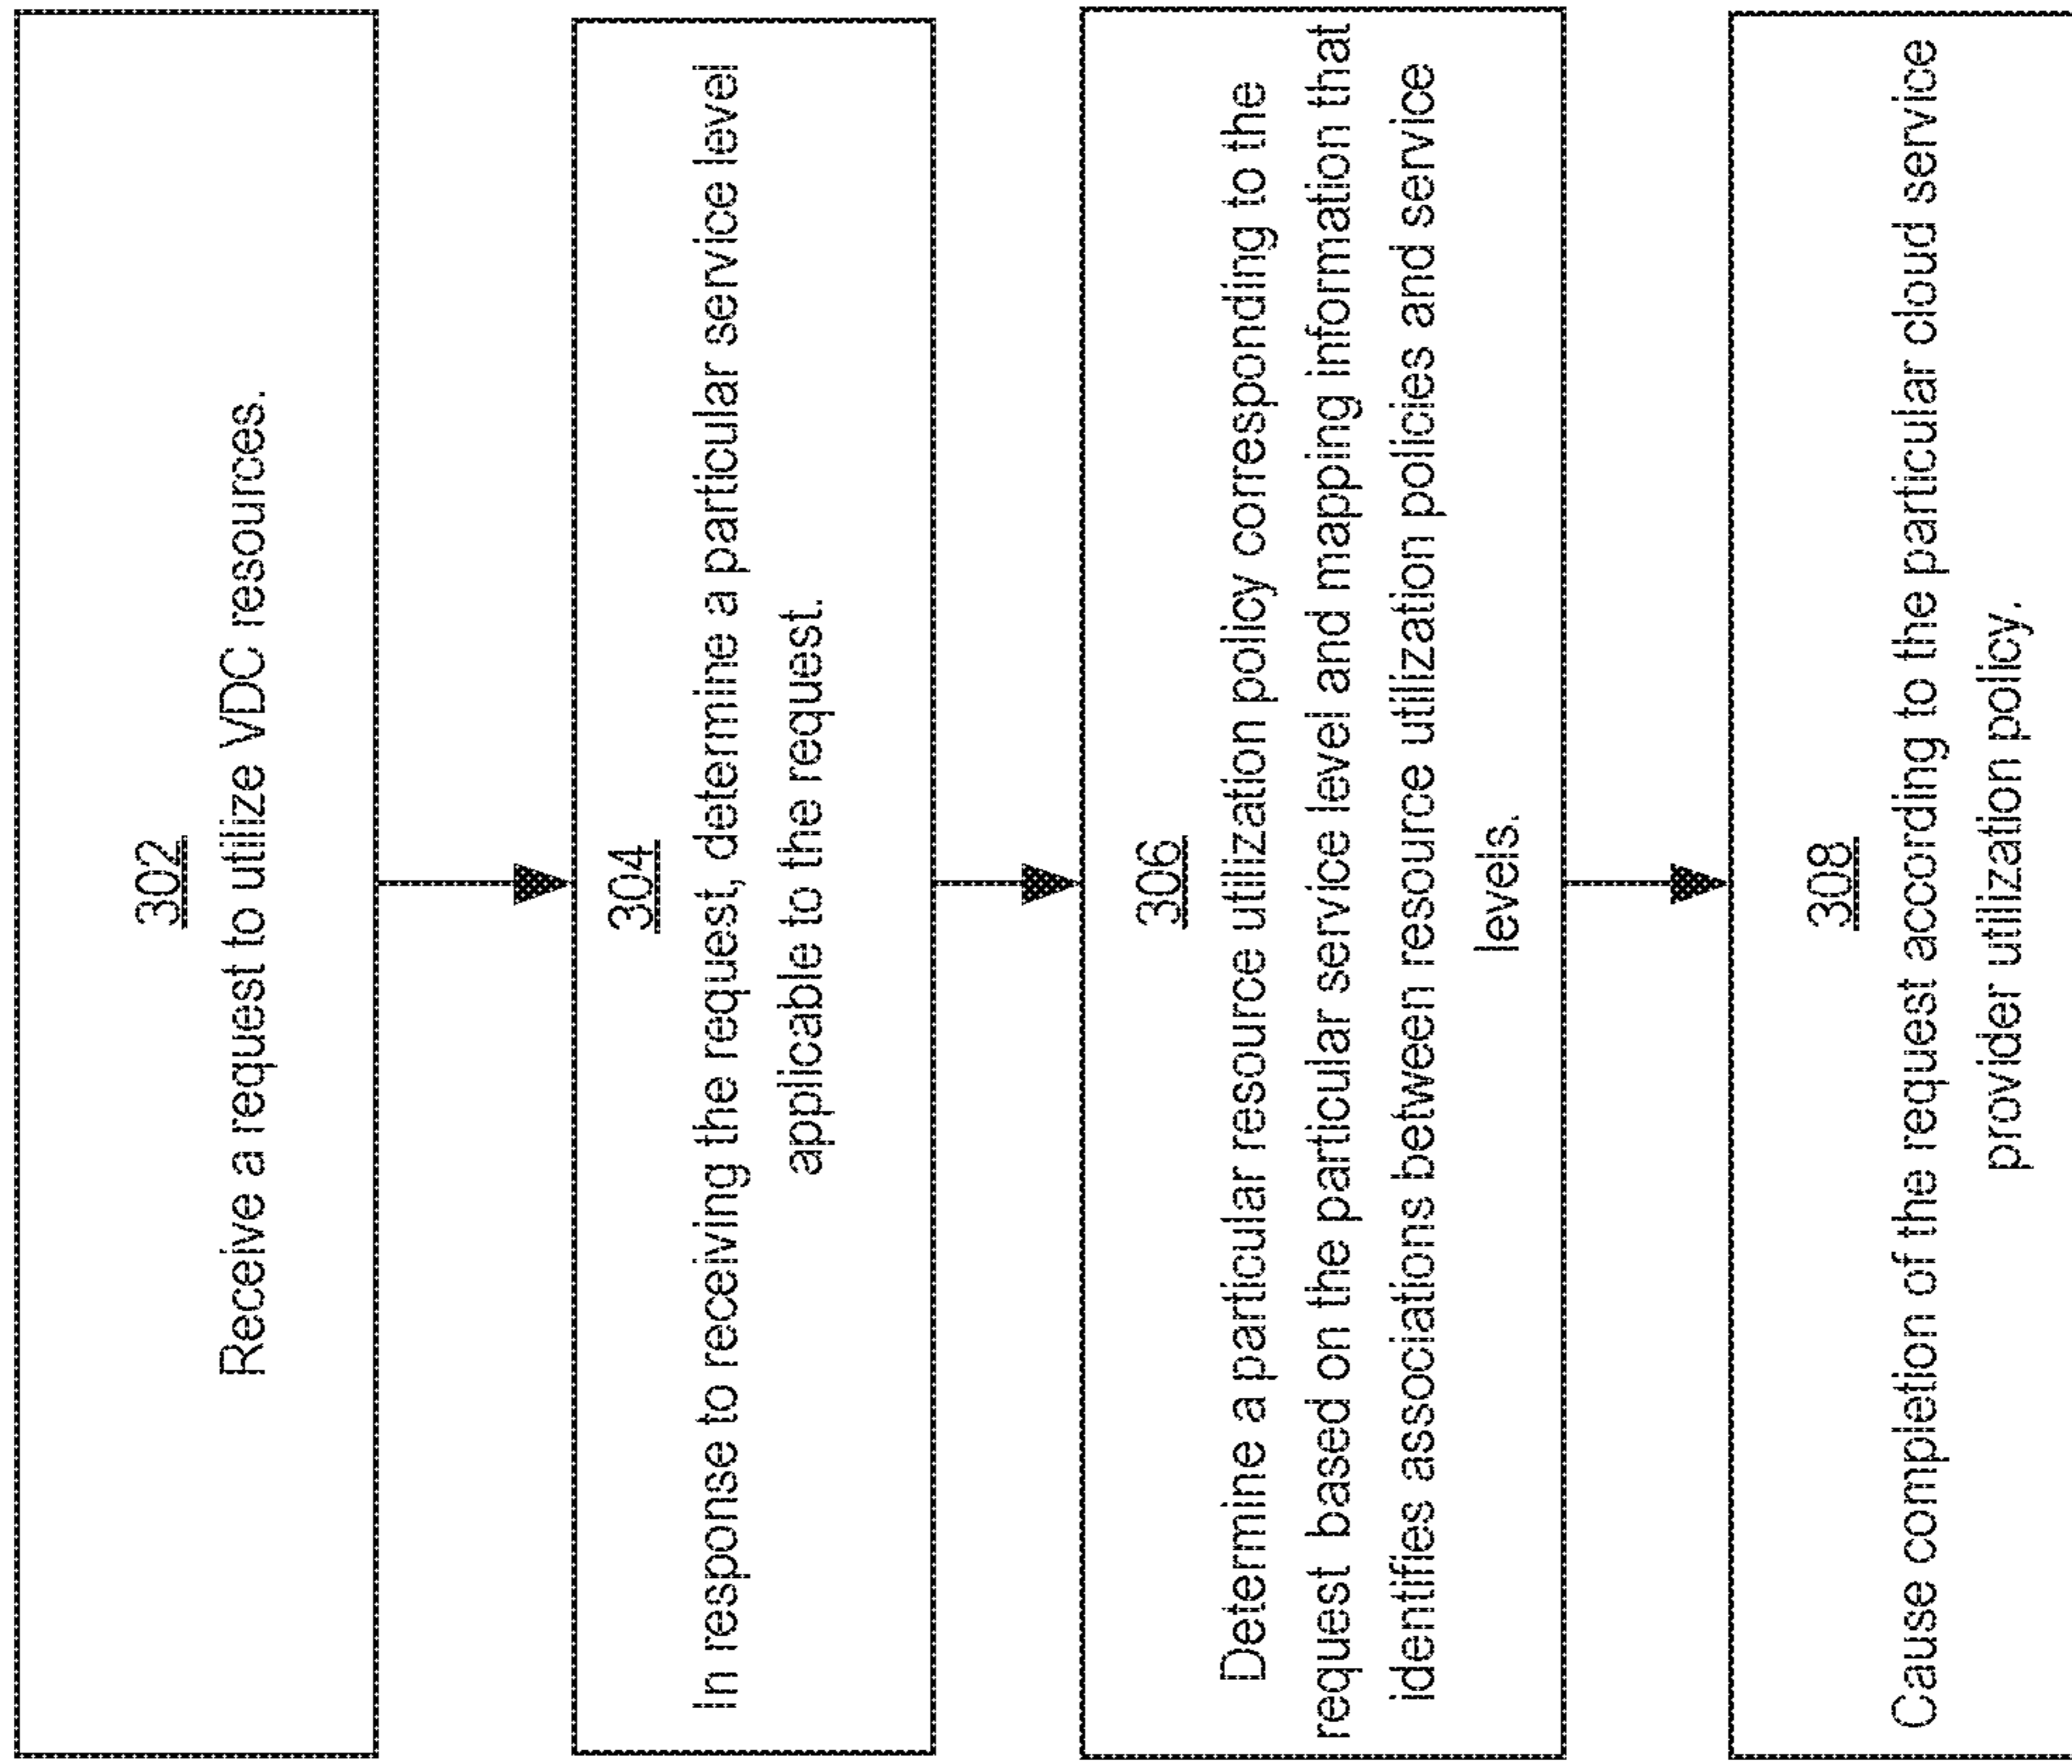 302
Receive a request to utilize VDC resources.
304
In response to receiving the request, determine a particular service level
applicable to the request.
306
Determine a particular resource utilization policy corresponding to the
request based on the particular service level and mapping information that
identifies associations between resource utilization policies and service
levels.
308
Cause completion of the request according to the particular cloud service
provider utilization policy.